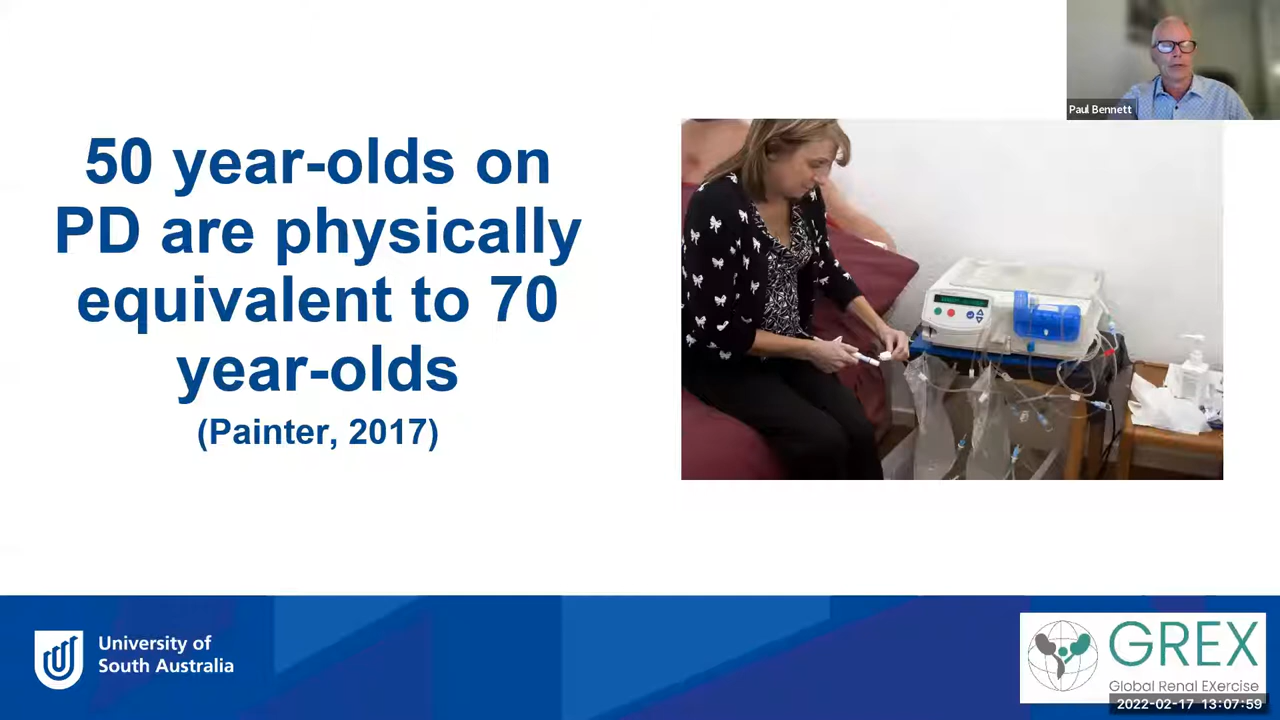 Paul Bennett
50 year-olds on
PD are physically
equivalent to 70
year-olds
(Painter, 2017)
University of
South Australia
GREX
Global Renal EXercise
2022-02-17 13:07:59